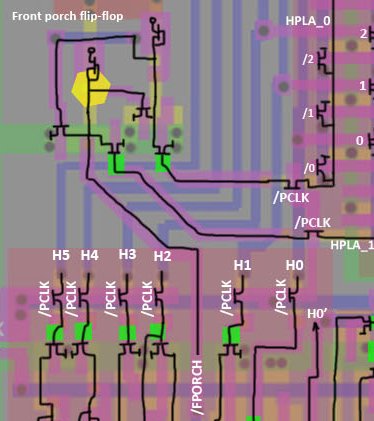 Front porch flip-flop
HPLA_0
2
/2
1
/1
0
/0
/PCLK
/PCLK
HPLA_1
H5 H4 H3 H2 H1 H0
/PCLK /PCLK /PCLK /PCLK /PCLK /PCLK
H0'
/FPORCH